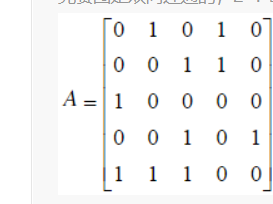 0 1 0 1 0
0 0 1 1 0
A = 1 0 0 0 0
0 0 1 0 1
1 1 1 0 0